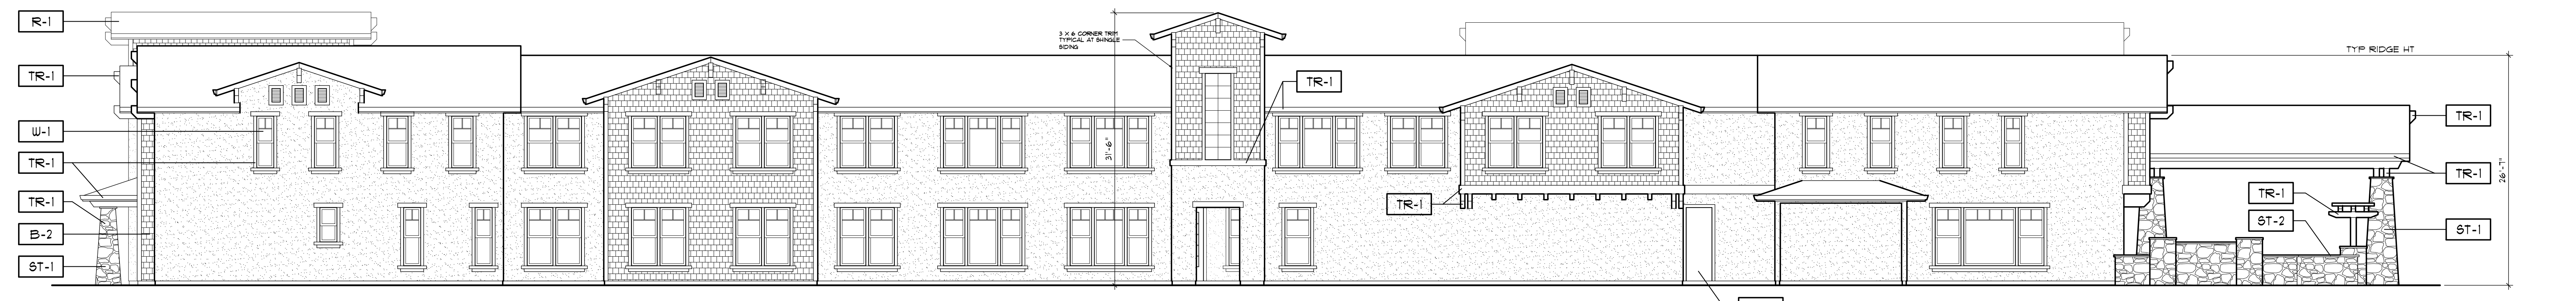 R-1
TR-1
W-1
TR-1
TR-1
B-2
ST-1
3 X 6 CORNER TRIM
TYPICAL AT SHINGLE
SIDING
31'-6"
TR-1
TR-1
TYP RIDGE HT
TR-1
TR-1
TR-1
ST-2
ST-1
26'-7"